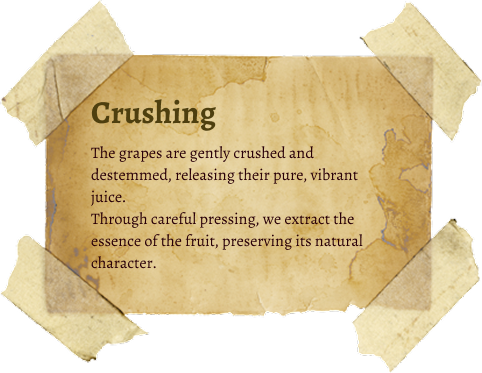 Crushing
The grapes are gently crushed and
destemmed, releasing their pure, vibrant
juice.
Through careful pressing, we extract the
essence of the fruit, preserving its natural
character.